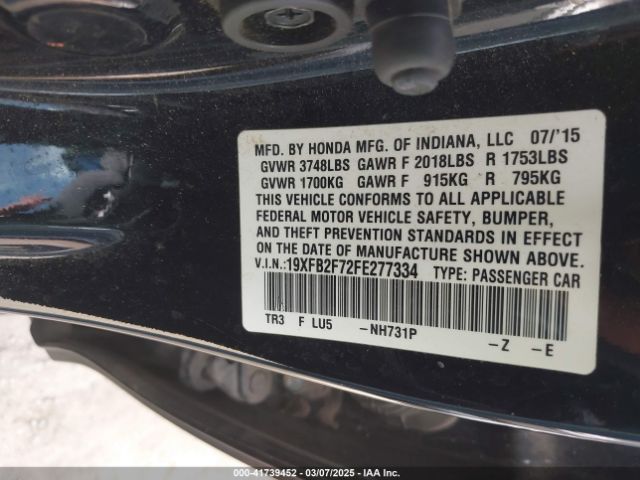 MFD. BY HONDA MFG. OF INDIANA, LLC 07/'15
GVWR 3748LBS GAWR F 2018LBS R 1753LBS
GVWR 1700KG GAWR F 915KG R 795KG
THIS VEHICLE CONFORMS TO ALL APPLICABLE
FEDERAL MOTOR VEHICLE SAFETY, BUMPER,
AND THEFT PREVENTION STANDARDS IN EFFECT
ON THE DATE OF MANUFACTURE SHOWN ABOVE.
V.I.N.:19XFB2F72FE277334 TYPE: PASSENGER CAR
TR3 F LU5 -NH731P -Z -E
000-41739452 - 03/07/2025 - IAA Inc.